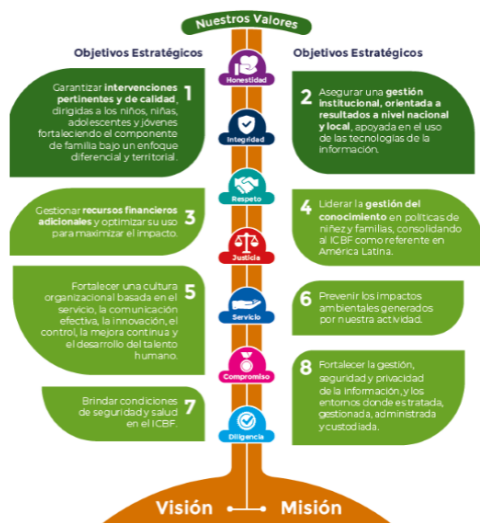 Nuestros Valores
Objetivos Estratégicos
Objetivos Estratégicos
Honestidad
1
Garantizar intervenciones
pertinentes y de calidad,
dirigidas a los niños, niñas,
adolescentes y jóvenes
fortaleciendo el componente
de familia bajo un enfoque
diferencial y territorial.
2
Asegurar una gestión
institucional, orientada a
resultados a nivel nacional
y local, apoyada en el uso
de las tecnologías de la
información.
Integridad
Respeto
Gestionar recursos financieros
adicionales y optimizar su uso
para maximizar el impacto.
3
4
Liderar la gestión del
conocimiento en políticas de
niñez y familias, consolidando
al ICBF como referente en
América Latina.
Justicia
Fortalecer una cultura
organizacional basada en el
servicio, la comunicación
efectiva, la innovación, el
control, la mejora continua y
el desarrollo del talento
humano.
5
Servicio
6
Prevenir los impactos
ambientales generados
por nuestra actividad.
Compromiso
Brindar condiciones
de seguridad y salud
en el ICBF.
7
8
Fortalecer la gestión,
seguridad y privacidad
de la información, y los
entornos donde es tratada,
gestionada, administrada
y custodiada.
Diligencia
Visión
Misión